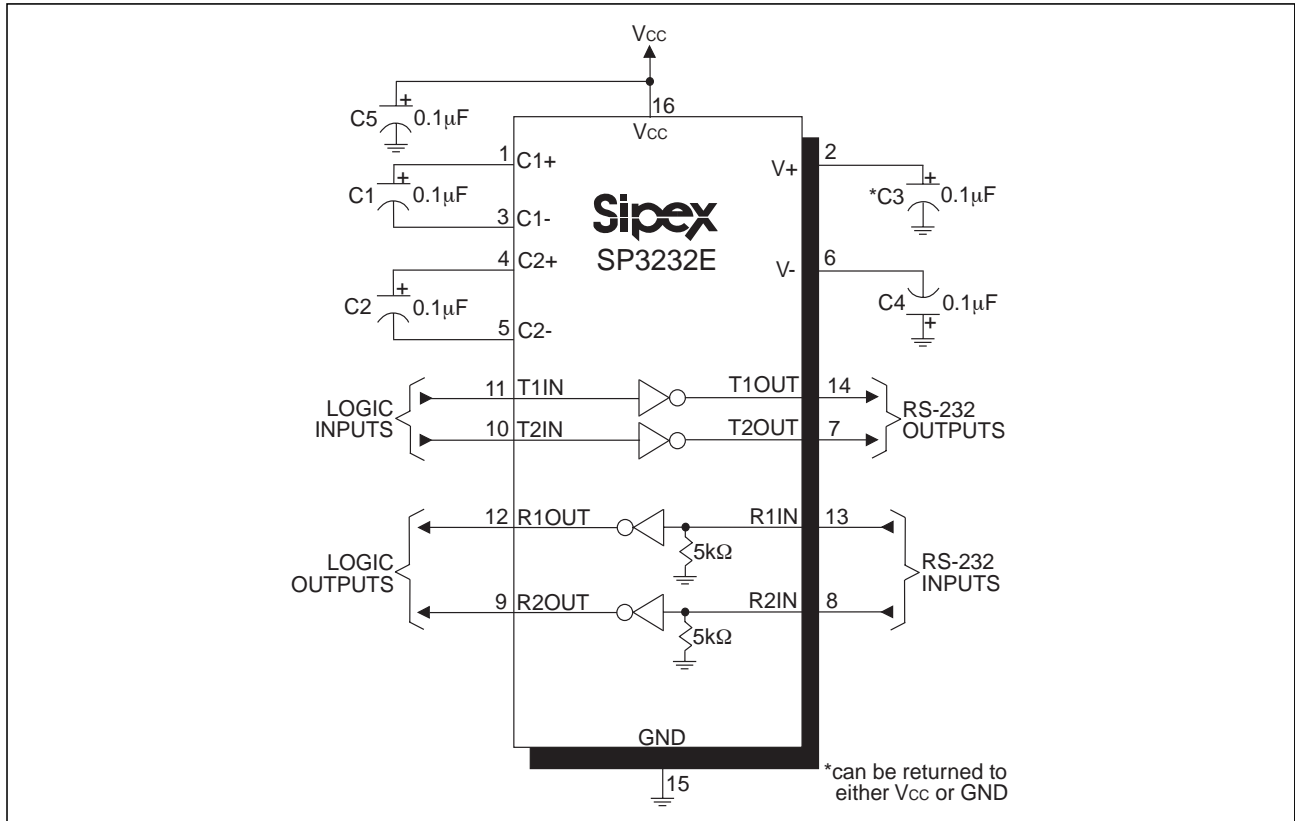 VCC
C5
+
0.1µF
16
VCC
1
C1+
C1
+
0.1µF
3
C1-
4
C2+
C2
+
0.1µF
5
C2-
Sipex
SP3232E
V+
2
*C3
+
0.1µF
V-
6
C4
0.1µF
+
LOGIC
INPUTS
11
T1IN
T1OUT
14
10
T2IN
T2OUT
7
RS-232
OUTPUTS
LOGIC
OUTPUTS
12
R1OUT
R1IN
13
5kΩ
9
R2OUT
R2IN
8
5kΩ
RS-232
INPUTS
GND
15
*can be returned to
either VCC or GND